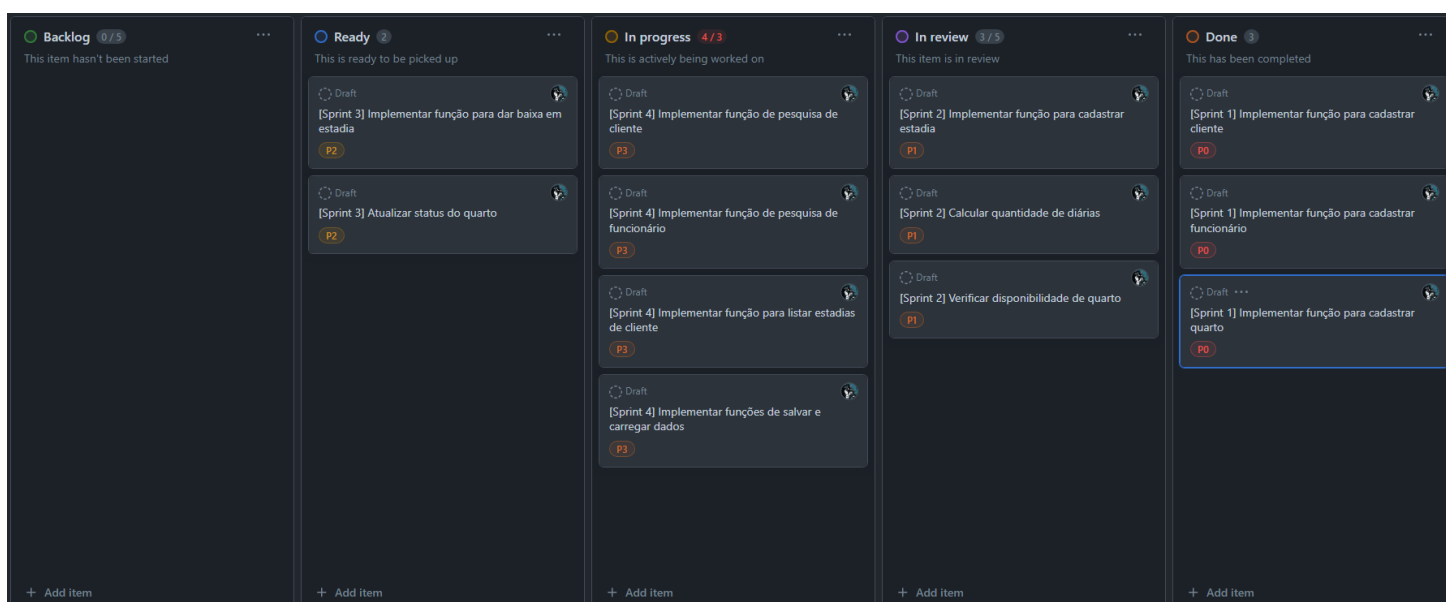 Backlog 0 / 5 ···
This item hasn't been started
+ Add item
Ready 2 ···
This is ready to be picked up
Draft
[Sprint 3] Implementar função para dar baixa em
estadia
P2
Draft
[Sprint 3] Atualizar status do quarto
P2
+ Add item
In progress 4 / 3 ···
This is actively being worked on
Draft
[Sprint 4] Implementar função de pesquisa de
cliente
P3
Draft
[Sprint 4] Implementar função de pesquisa de
funcionário
P3
Draft
[Sprint 4] Implementar função para listar estadias
de cliente
P3
Draft
[Sprint 4] Implementar funções de salvar e
carregar dados
P3
+ Add item
In review 3 / 5 ···
This item is in review
Draft
[Sprint 2] Implementar função para cadastrar
estadia
P1
Draft
[Sprint 2] Calcular quantidade de diárias
P1
Draft
[Sprint 2] Verificar disponibilidade de quarto
P1
+ Add item
Done 3 ···
This has been completed
Draft
[Sprint 1] Implementar função para cadastrar
cliente
P0
Draft
[Sprint 1] Implementar função para cadastrar
funcionário
P0
Draft ···
[Sprint 1] Implementar função para cadastrar
quarto
P0
+ Add item